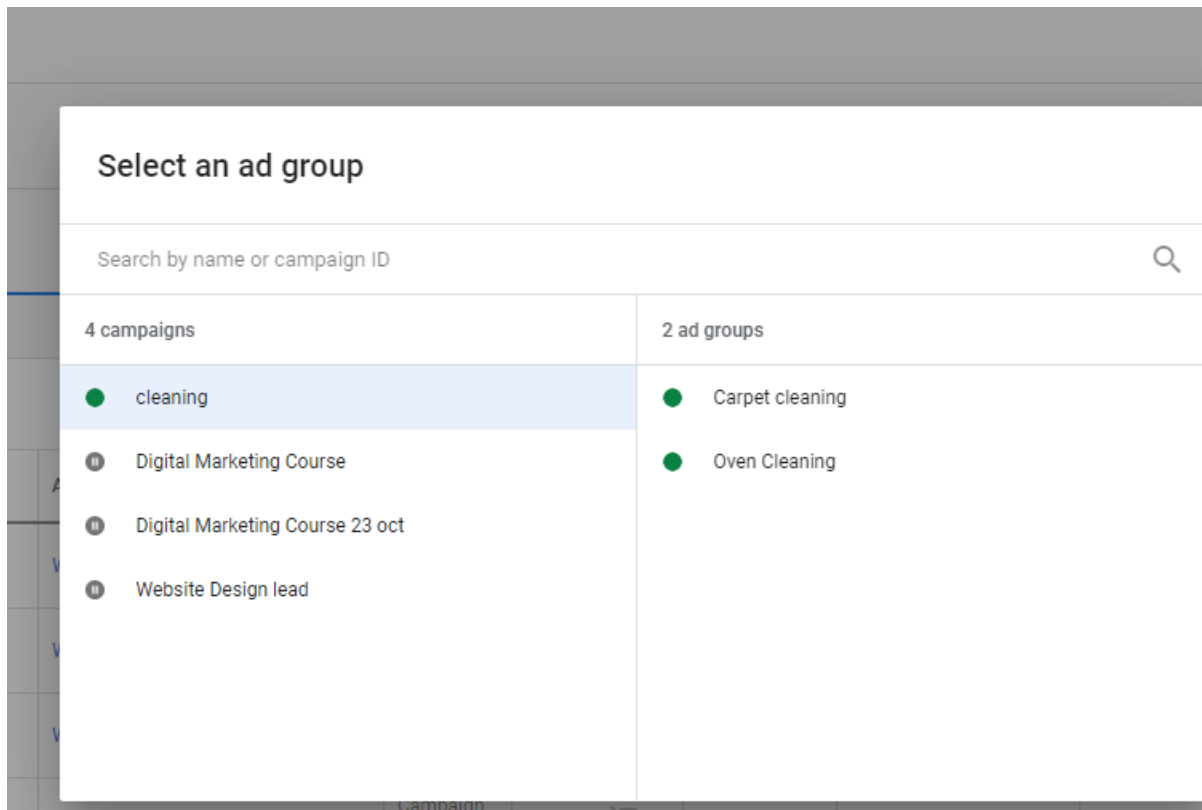 Select an ad group
Search by name or campaign ID
4 campaigns
2 ad groups
cleaning
Carpet cleaning
Digital Marketing Course
Oven Cleaning
Digital Marketing Course 23 oct
Website Design lead
Campaign